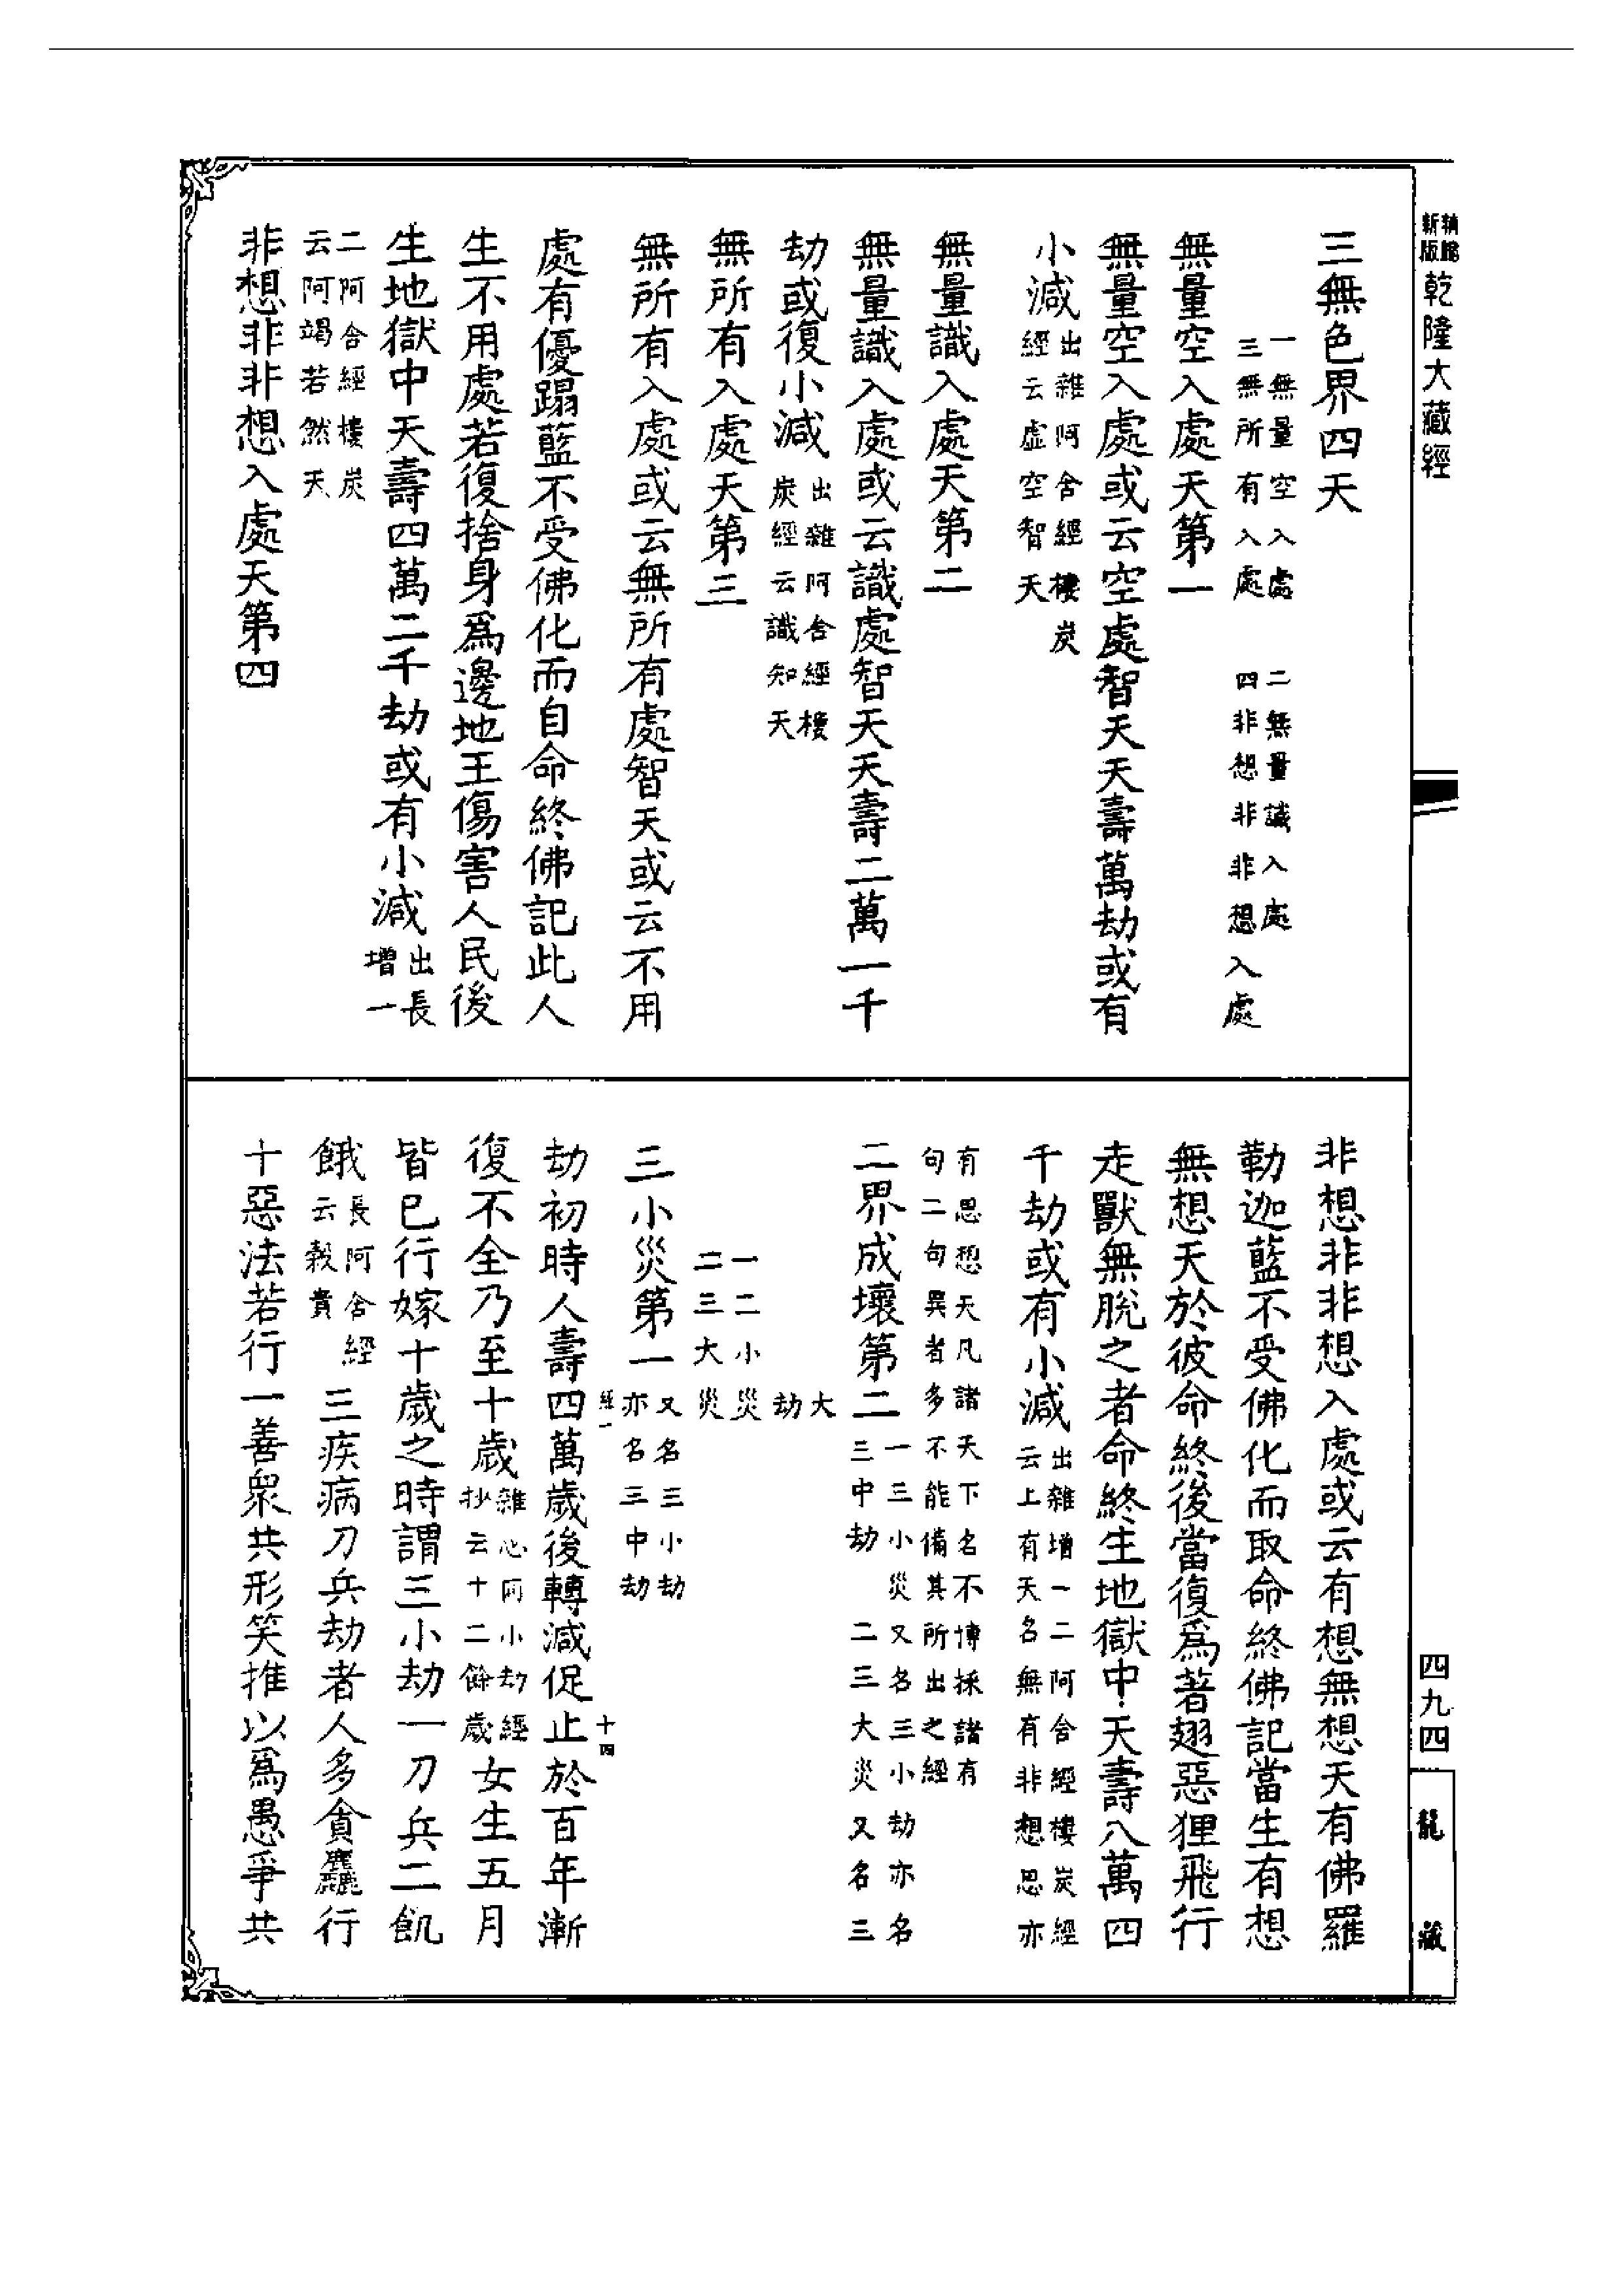 乾隆大藏經
三無色界四天
一無量空入處　二無量識入處
三無所有入處　四非想非非想入處
無量空入處天第一
無量空入處或云空處智天天壽萬劫或有
小減出雜阿含經樓炭
經云虛空智天
無量識入處天第二
無量識入處或云識處智天天壽二萬一千
劫或復小減出雜阿含經樓
炭經云識知天
無所有入處天第三
無所有入處或云無所有處智天或云不用
處有優蹋藍不受佛化而自命終佛記此人
生不用處若復捨身為邊地王傷害人民後
生地獄中天壽四萬二千劫或有小減出長
增一
二阿含經樓炭
云阿竭若然天
非想非非想入處天第四
非想非非想入處或云有想無想天有佛羅
勒迦藍不受佛化而取命終佛記當生有想
無想天於彼命終後當復為著翅惡狸飛行
走獸無脫之者命終生地獄中天壽八萬四
千劫或有小減出雜增一二阿含經樓炭經
云上有天名無有非想思亦
有思想天凡諸天下名不博採諸有
句二句異者多不能備其所出之經
二界成壞第二一三小災又名三小劫亦名
三中劫　二三大災又名三
大
劫
一二小災
二三大災
三小災第一又名三小劫
亦名三中劫
劫初時人壽四萬歲後轉減促止於百年漸
十四
復不全乃至十歲雜心同小劫經
抄云十二餘歲女生五月
皆已行嫁十歲之時謂三小劫一刀兵二飢
餓長阿含經
云穀貴三疾病刀兵劫者人多貪麤行
十惡法若行一善眾共形笑推以為愚爭共
四九四
龍藏